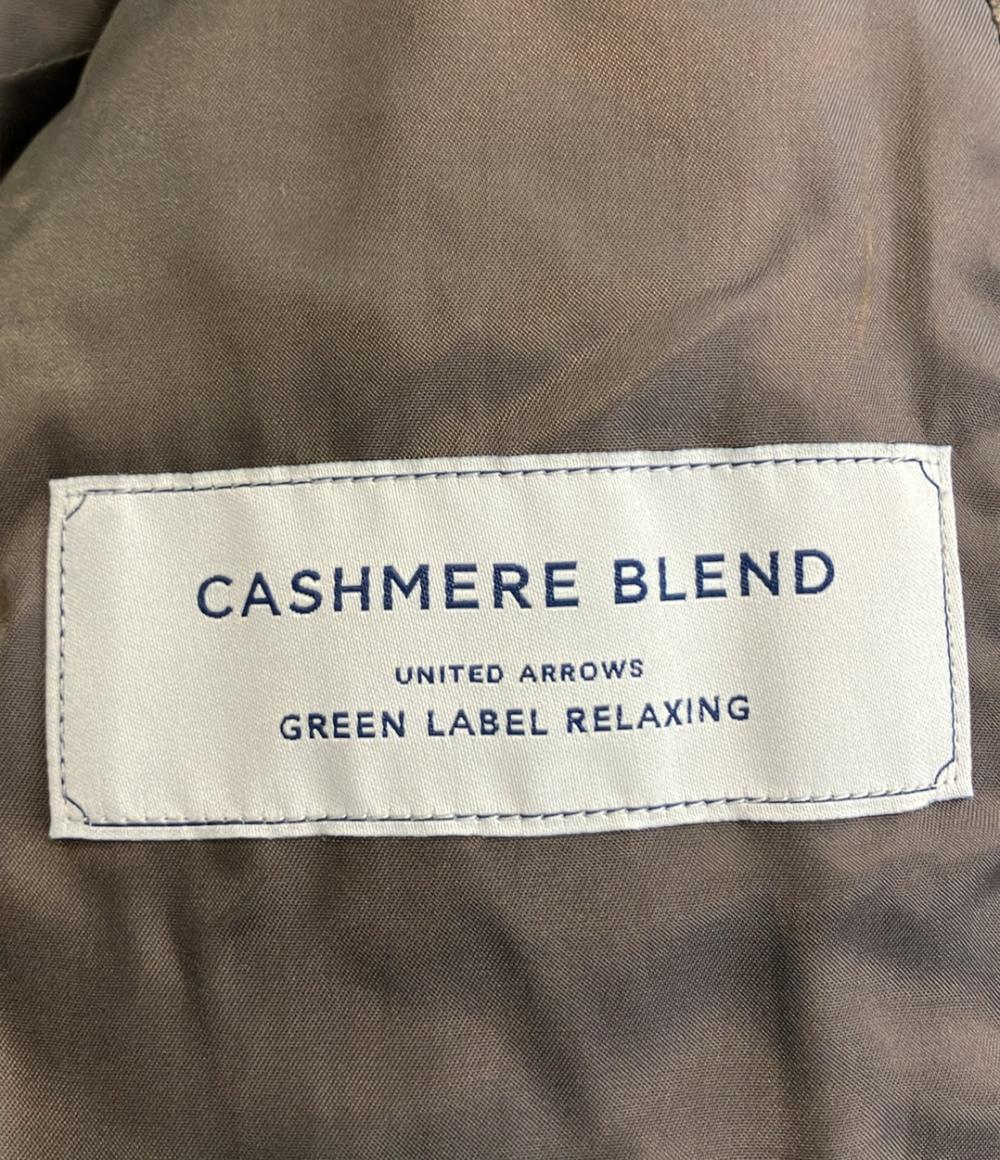 CASHMERE BLEND
UNITED ARROWS
GREEN LABEL RELAXING